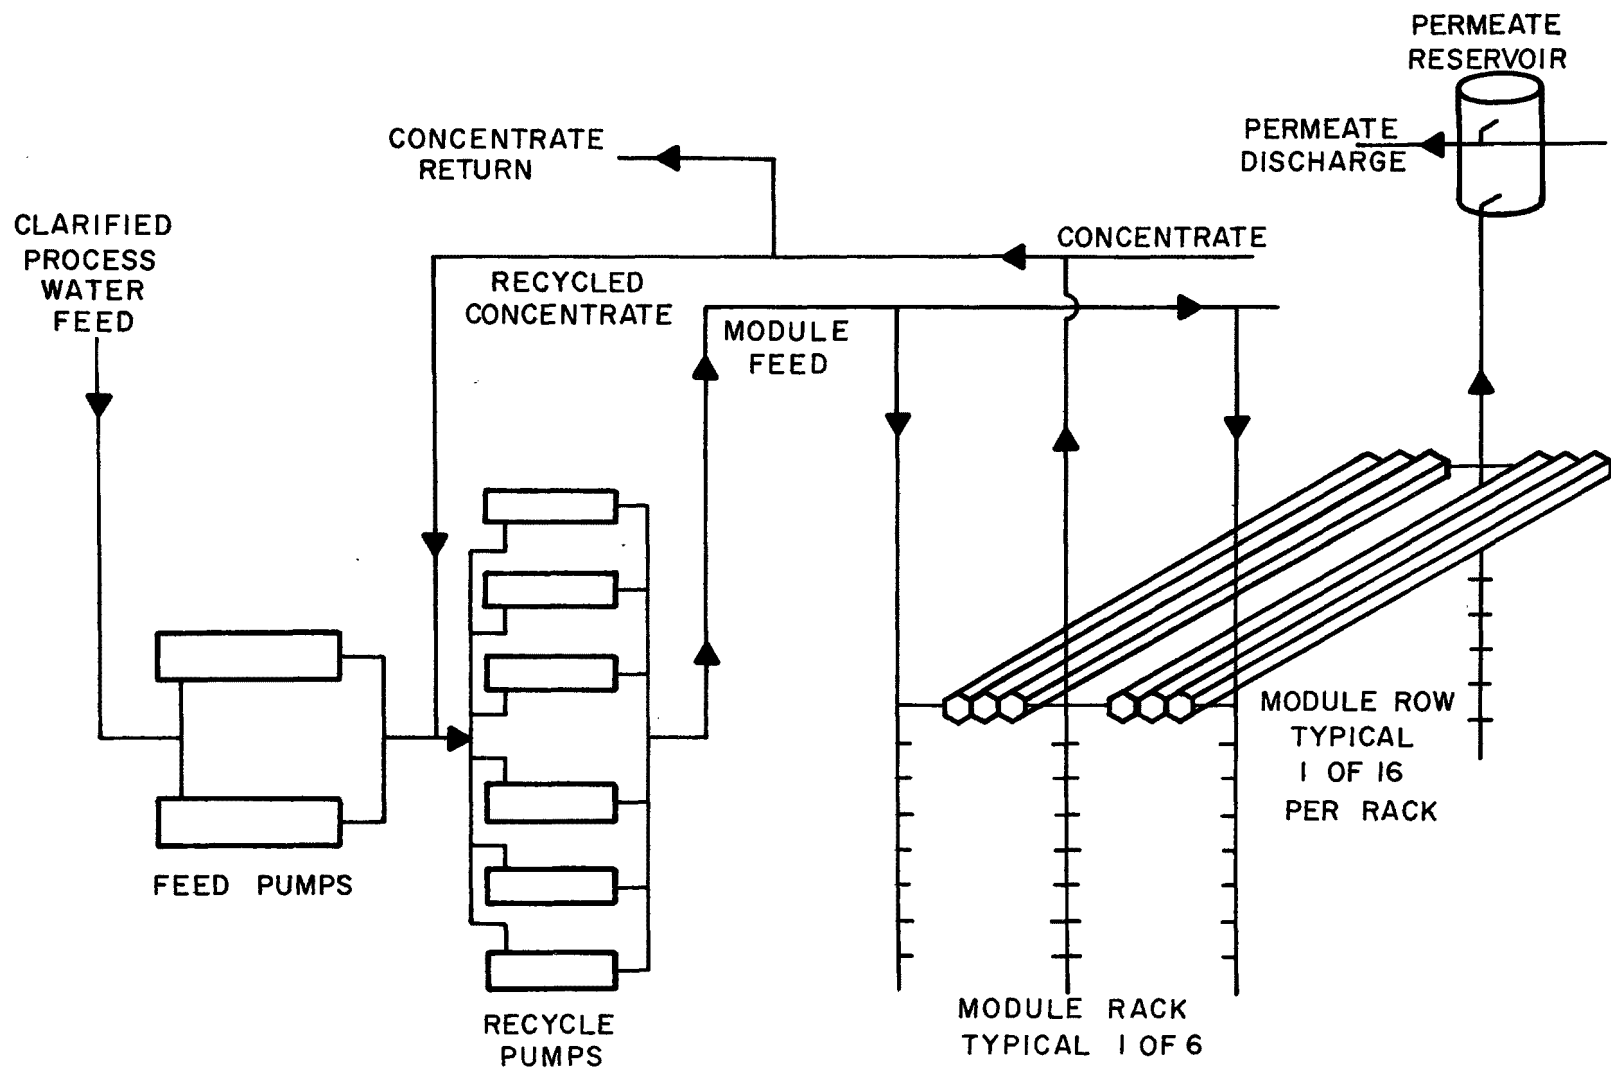 PERMEATE
RESERVOIR
PERMEATE
DISCHARGE
CONCENTRATE
RETURN
CLARIFIED
PROCESS
WATER
FEED
CONCENTRATE
RECYCLED
CONCENTRATE
MODULE
FEED
MODULE ROW
TYPICAL
1 OF 16
PER RACK
FEED PUMPS
RECYCLE
PUMPS
MODULE RACK
TYPICAL 1 OF 6